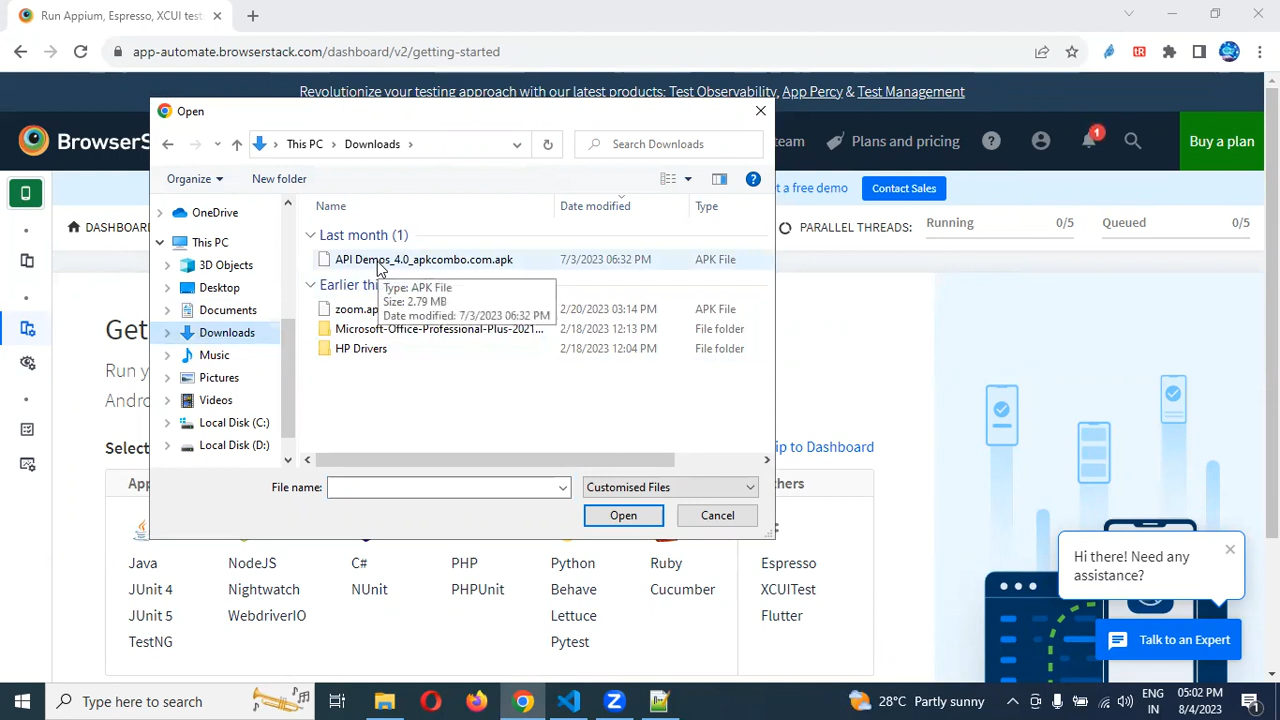 Run Appium, Espresso, XCUI test
app-automate.browserstack.com/dashboard/v2/getting-started
tR
Revolutionize your testing approach with our latest products: Test Observability, App Percy & Test Management
BrowserSt
team
Plans and pricing
?
1
Buy a plan
t a free demo
Contact Sales
DASHBOARD
PARALLEL THREADS:
Running 0/5
Queued 0/5
Open
This PC
Downloads
Search Downloads
Organize
New folder
?
Name
Date modified
Type
OneDrive
This PC
3D Objects
Desktop
Documents
Downloads
Music
Pictures
Videos
Local Disk (C:)
Local Disk (D:)
Last month (1)
API Demos_4.0_apkcombo.com.apk 7/3/2023 06:32 PM APK File
Earlier thi
Type: APK File
Size: 2.79 MB
Date modified: 7/3/2023 06:32 PM
zoom.ap 2/20/2023 03:14 PM APK File
Microsoft-Office-Professional-Plus-2021... 2/18/2023 12:13 PM File folder
HP Drivers 2/18/2023 12:04 PM File folder
File name:
Customised Files
Open
Cancel
Get
Run y
Andro
Selec
ip to Dashboard
App
hers
Java
NodeJS
C#
PHP
Python
Ruby
Espresso
JUnit 4
Nightwatch
NUnit
PHPUnit
Behave
Cucumber
XCUITest
JUnit 5
WebdriverIO
Lettuce
Flutter
TestNG
Pytest
Hi there! Need any
assistance?
Talk to an Expert
Type here to search
28°C Partly sunny
ENG
IN
05:02 PM
8/4/2023
1